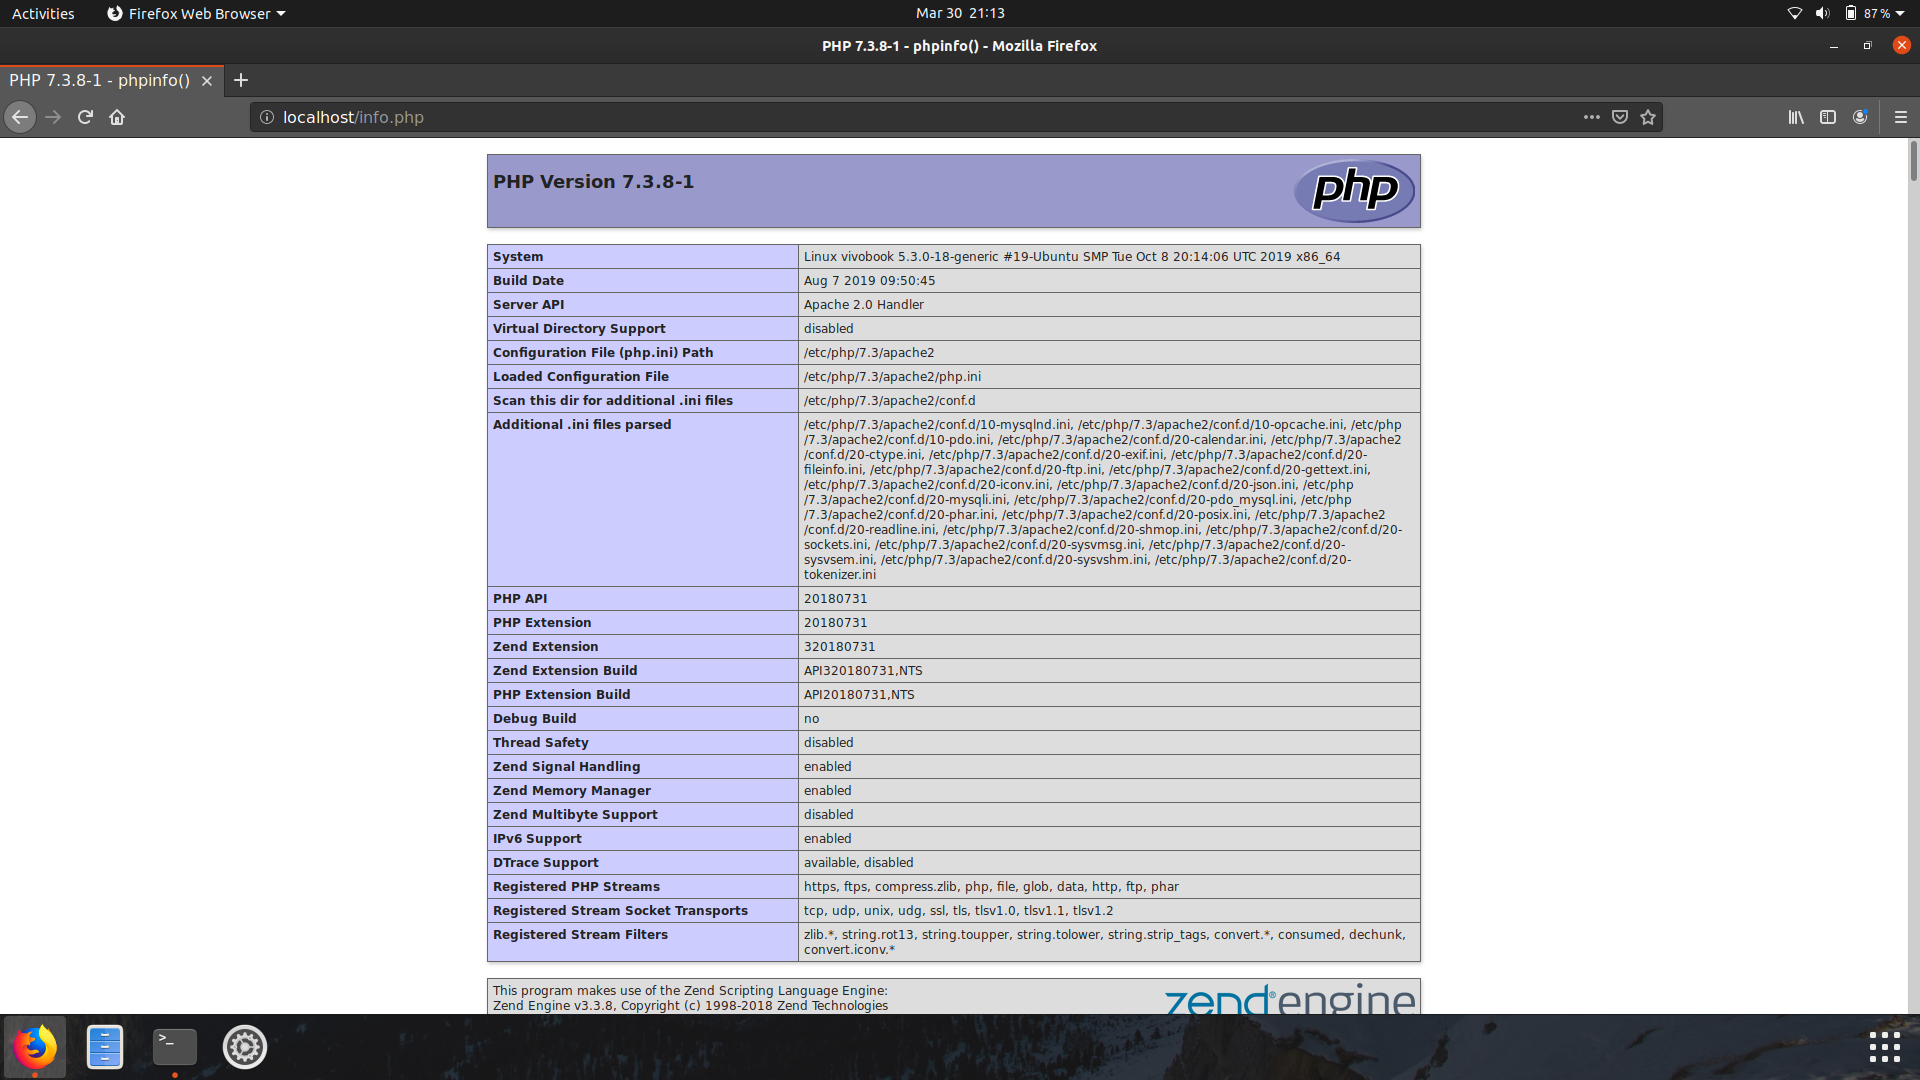 Activities
Firefox Web Browser
Mar 30 21:13
87 %
PHP 7.3.8-1 - phpinfo() - Mozilla Firefox
PHP 7.3.8-1 - phpinfo()
localhost/info.php
PHP Version 7.3.8-1
php
System Linux vivobook 5.3.0-18-generic #19-Ubuntu SMP Tue Oct 8 20:14:06 UTC 2019 x86_64
Build Date Aug 7 2019 09:50:45
Server API Apache 2.0 Handler
Virtual Directory Support disabled
Configuration File (php.ini) Path /etc/php/7.3/apache2
Loaded Configuration File /etc/php/7.3/apache2/php.ini
Scan this dir for additional .ini files /etc/php/7.3/apache2/conf.d
Additional .ini files parsed /etc/php/7.3/apache2/conf.d/10-mysqlnd.ini, /etc/php/7.3/apache2/conf.d/10-opcache.ini, /etc/php
/7.3/apache2/conf.d/10-pdo.ini, /etc/php/7.3/apache2/conf.d/20-calendar.ini, /etc/php/7.3/apache2
/conf.d/20-ctype.ini, /etc/php/7.3/apache2/conf.d/20-exif.ini, /etc/php/7.3/apache2/conf.d/20-
fileinfo.ini, /etc/php/7.3/apache2/conf.d/20-ftp.ini, /etc/php/7.3/apache2/conf.d/20-gettext.ini,
/etc/php/7.3/apache2/conf.d/20-iconv.ini, /etc/php/7.3/apache2/conf.d/20-json.ini, /etc/php
/7.3/apache2/conf.d/20-mysqli.ini, /etc/php/7.3/apache2/conf.d/20-pdo_mysql.ini, /etc/php
/7.3/apache2/conf.d/20-phar.ini, /etc/php/7.3/apache2/conf.d/20-posix.ini, /etc/php/7.3/apache2
/conf.d/20-readline.ini, /etc/php/7.3/apache2/conf.d/20-shmop.ini, /etc/php/7.3/apache2/conf.d/20-
sockets.ini, /etc/php/7.3/apache2/conf.d/20-sysvmsg.ini, /etc/php/7.3/apache2/conf.d/20-
sysvsem.ini, /etc/php/7.3/apache2/conf.d/20-sysvshm.ini, /etc/php/7.3/apache2/conf.d/20-
tokenizer.ini
PHP API 20180731
PHP Extension 20180731
Zend Extension 320180731
Zend Extension Build API320180731,NTS
PHP Extension Build API20180731,NTS
Debug Build no
Thread Safety disabled
Zend Signal Handling enabled
Zend Memory Manager enabled
Zend Multibyte Support disabled
IPv6 Support enabled
DTrace Support available, disabled
Registered PHP Streams https, ftps, compress.zlib, php, file, glob, data, http, ftp, phar
Registered Stream Socket Transports tcp, udp, unix, udg, ssl, tls, tlsv1.0, tlsv1.1, tlsv1.2
Registered Stream Filters zlib.*, string.rot13, string.toupper, string.tolower, string.strip_tags, convert.*, consumed, dechunk,
convert.iconv.*
This program makes use of the Zend Scripting Language Engine:
Zend Engine v3.3.8, Copyright (c) 1998-2018 Zend Technologies
zend® engine
>_